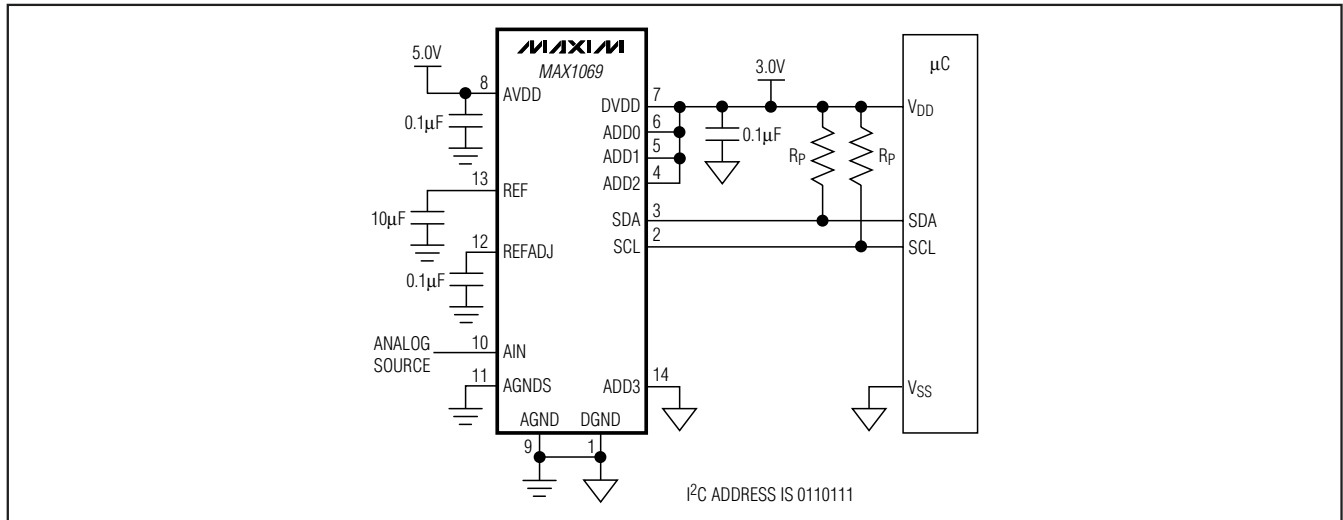 MAXIM
MAX1069
5.0V
8
AVDD
0.1µF
13
REF
10µF
12
REFADJ
0.1µF
ANALOG
SOURCE
10
AIN
11
AGNDS
AGND
DGND
9
1
DVDD
7
ADD0
6
ADD1
5
ADD2
4
SDA
3
SCL
2
ADD3
14
3.0V
0.1µF
RP
RP
µC
VDD
SDA
SCL
VSS
I2C ADDRESS IS 0110111